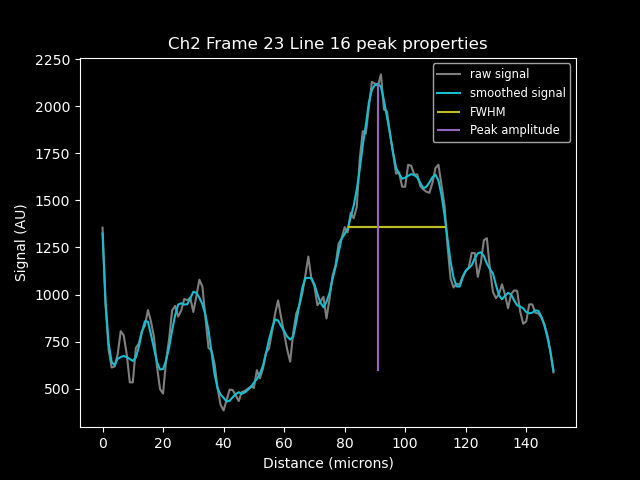 Ch2 Frame 23 Line 16 peak properties
raw signal
smoothed signal
FWHM
Peak amplitude
2250
2000
1750
1500
1250
1000
750
500
Signal (AU)
0 20 40 60 80 100 120 140
Distance (microns)